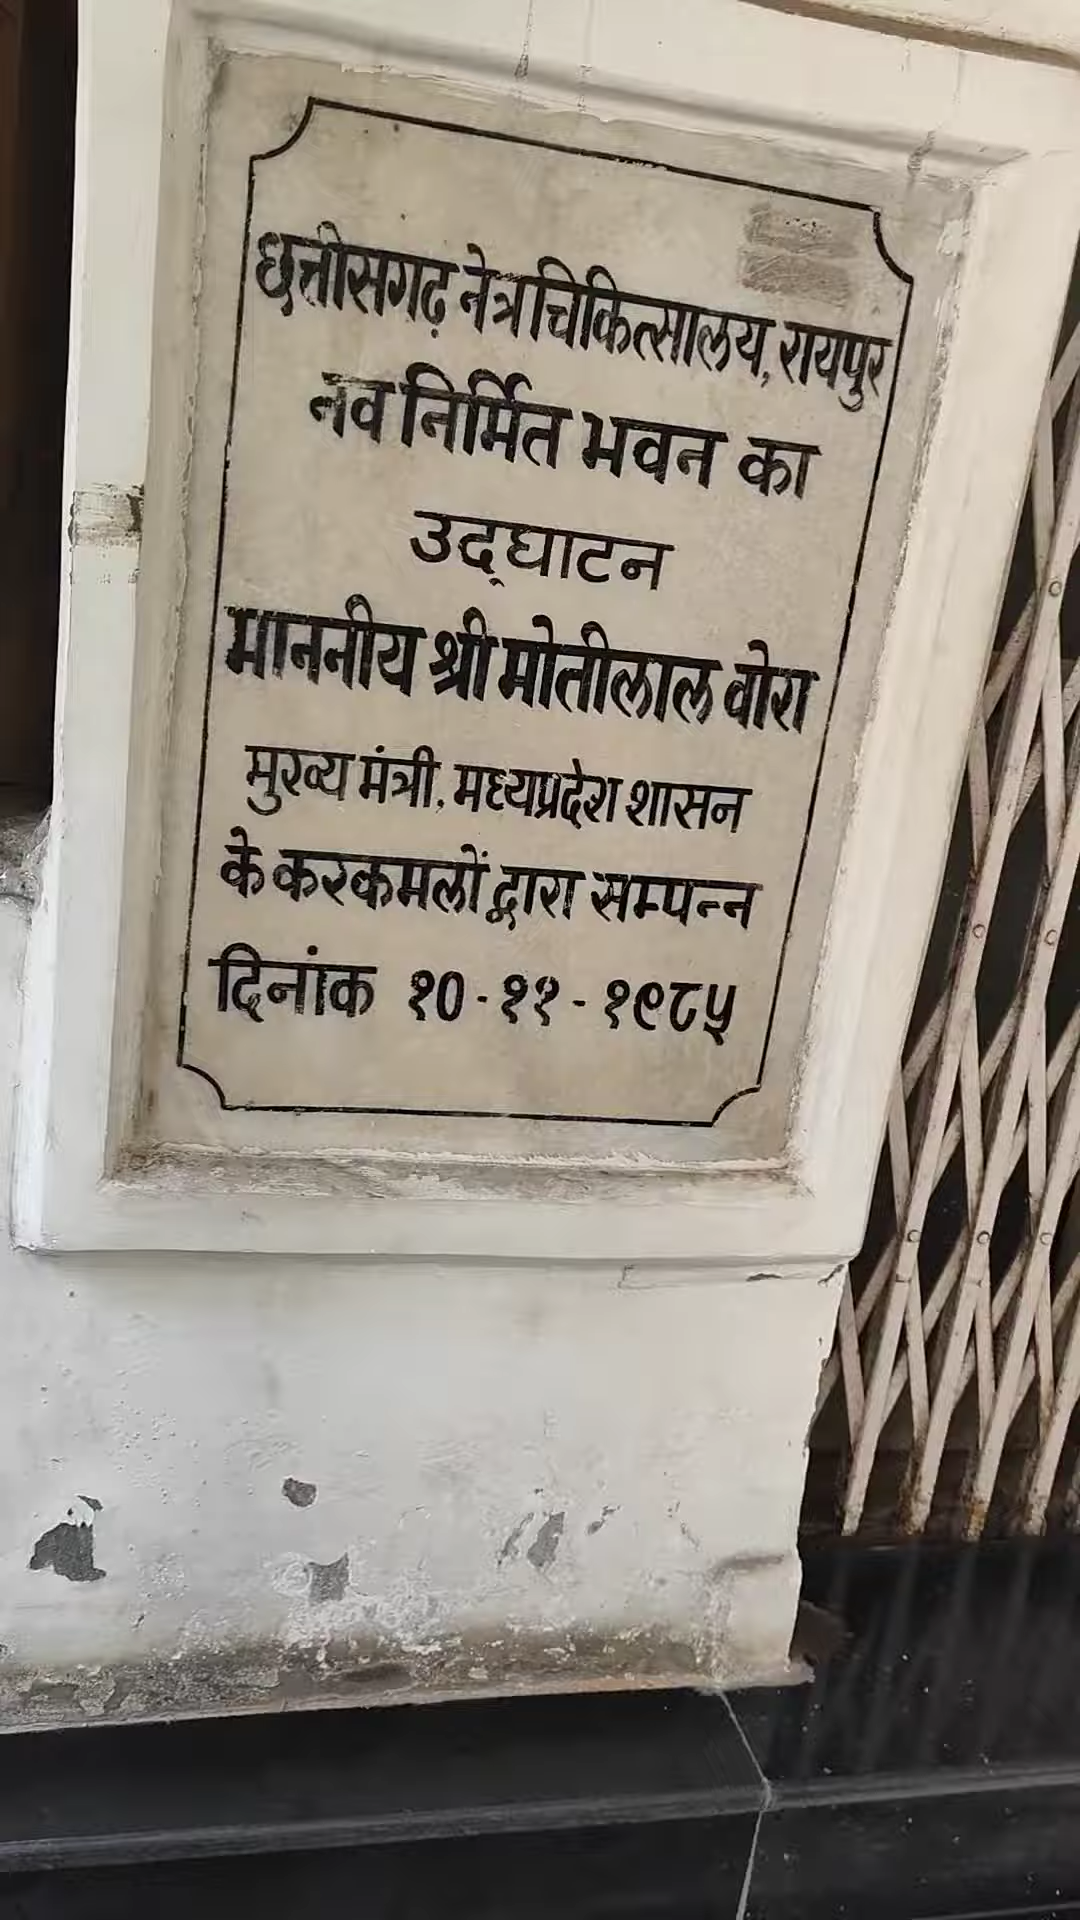 छत्तीसगढ़ नेत्रचिकित्सालय, रायपुर
नव निर्मित भवन का
उद्‌घाटन
माननीय श्री मोतीलाल वोरा
मुख्य मंत्री, मध्यप्रदेश शासन
के करकमलों द्वारा सम्पन्न
दिनांक १०-११-१९८५